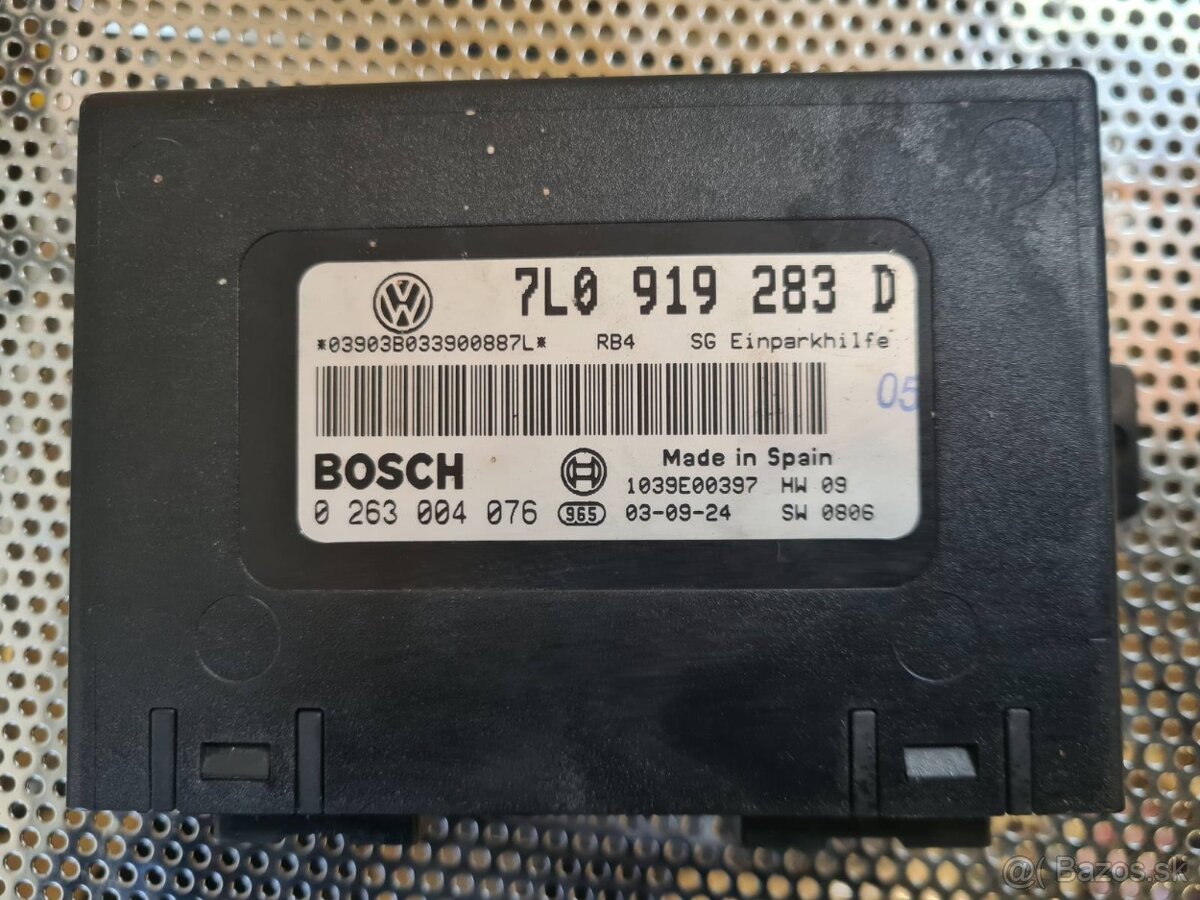 7L0 919 283 D
*03903B033900887L* RB4 SG Einparkhilfe
05
BOSCH
Made in Spain
1039E00397 HW 09
0 263 004 076 965 03-09-24 SW 0806
Bazos.sk